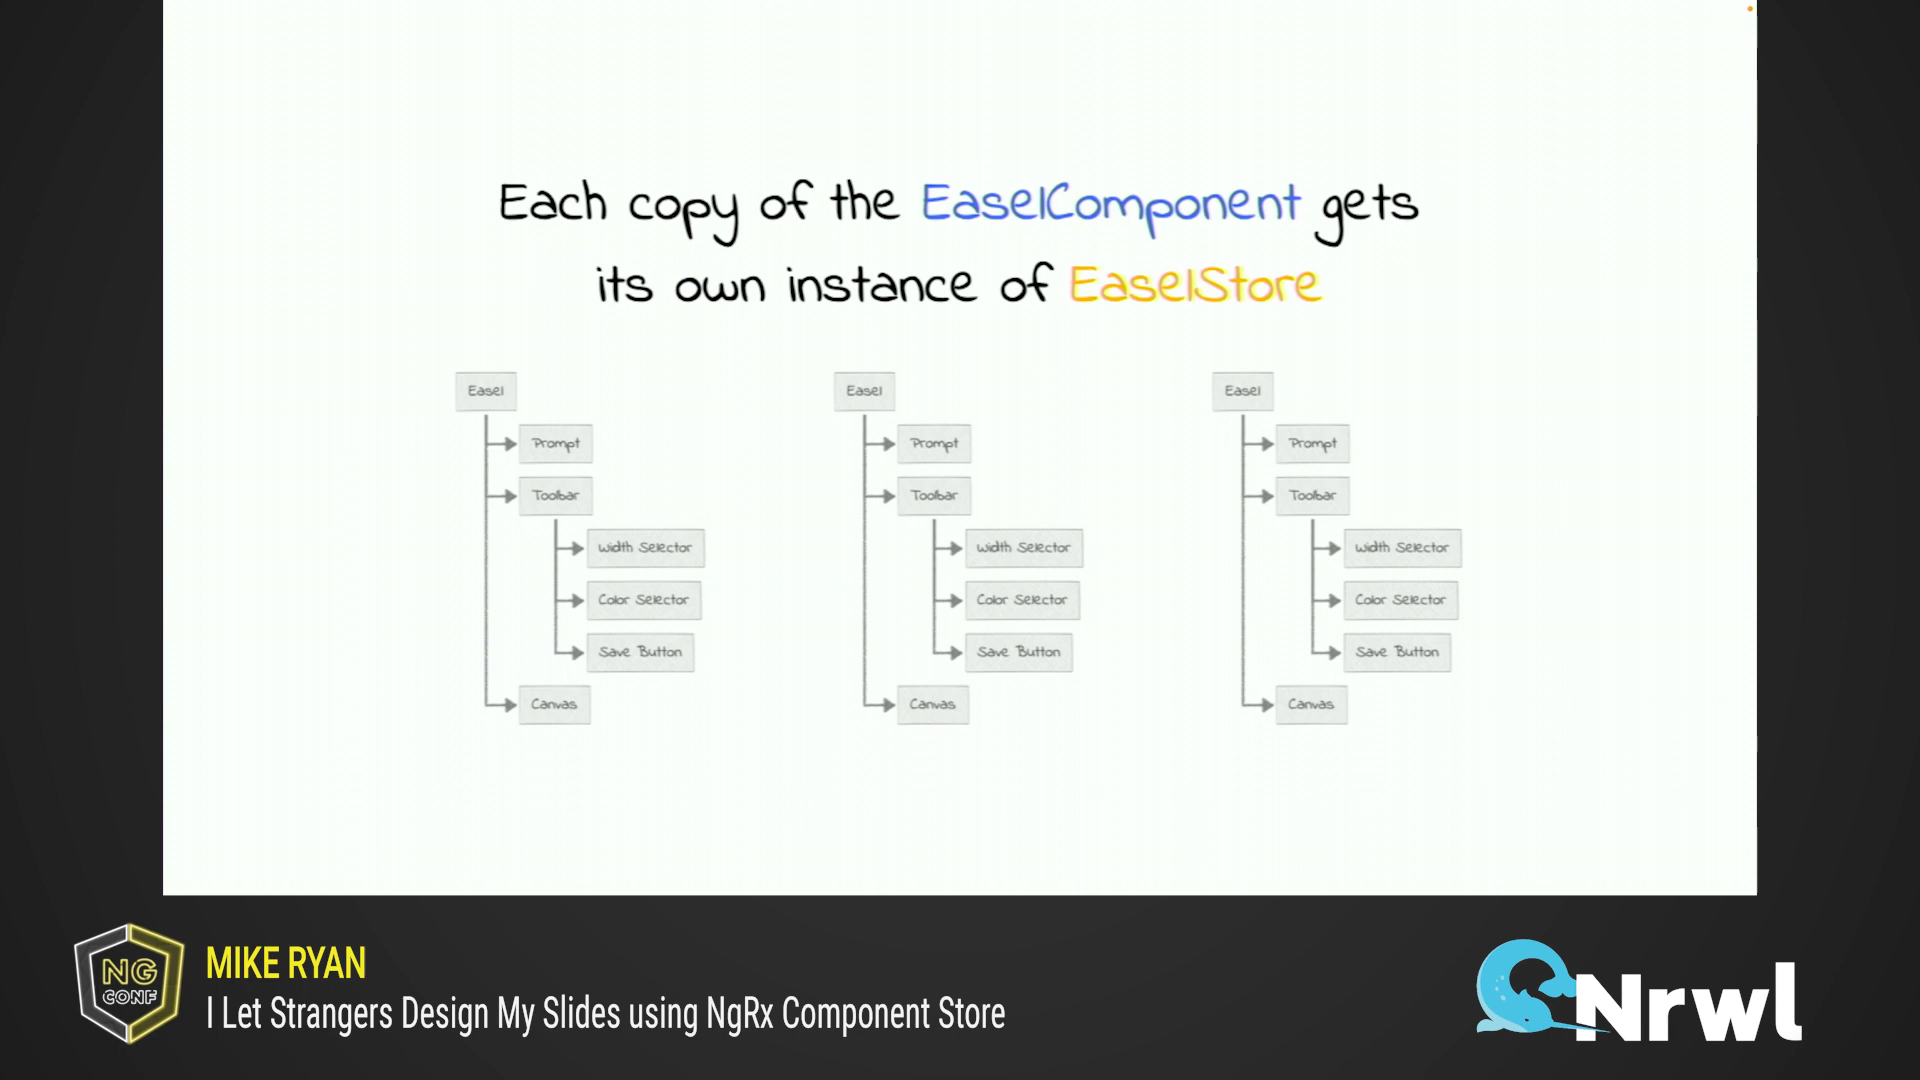 Each copy of the EaselComponent gets
its own instance of EaselStore
Easel
Prompt
Toolbar
Width Selector
Color Selector
Save Button
Canvas
Easel
Prompt
Toolbar
Width Selector
Color Selector
Save Button
Canvas
Easel
Prompt
Toolbar
Width Selector
Color Selector
Save Button
Canvas
NG
CONF
MIKE RYAN
I Let Strangers Design My Slides using NgRx Component Store
Nrwl